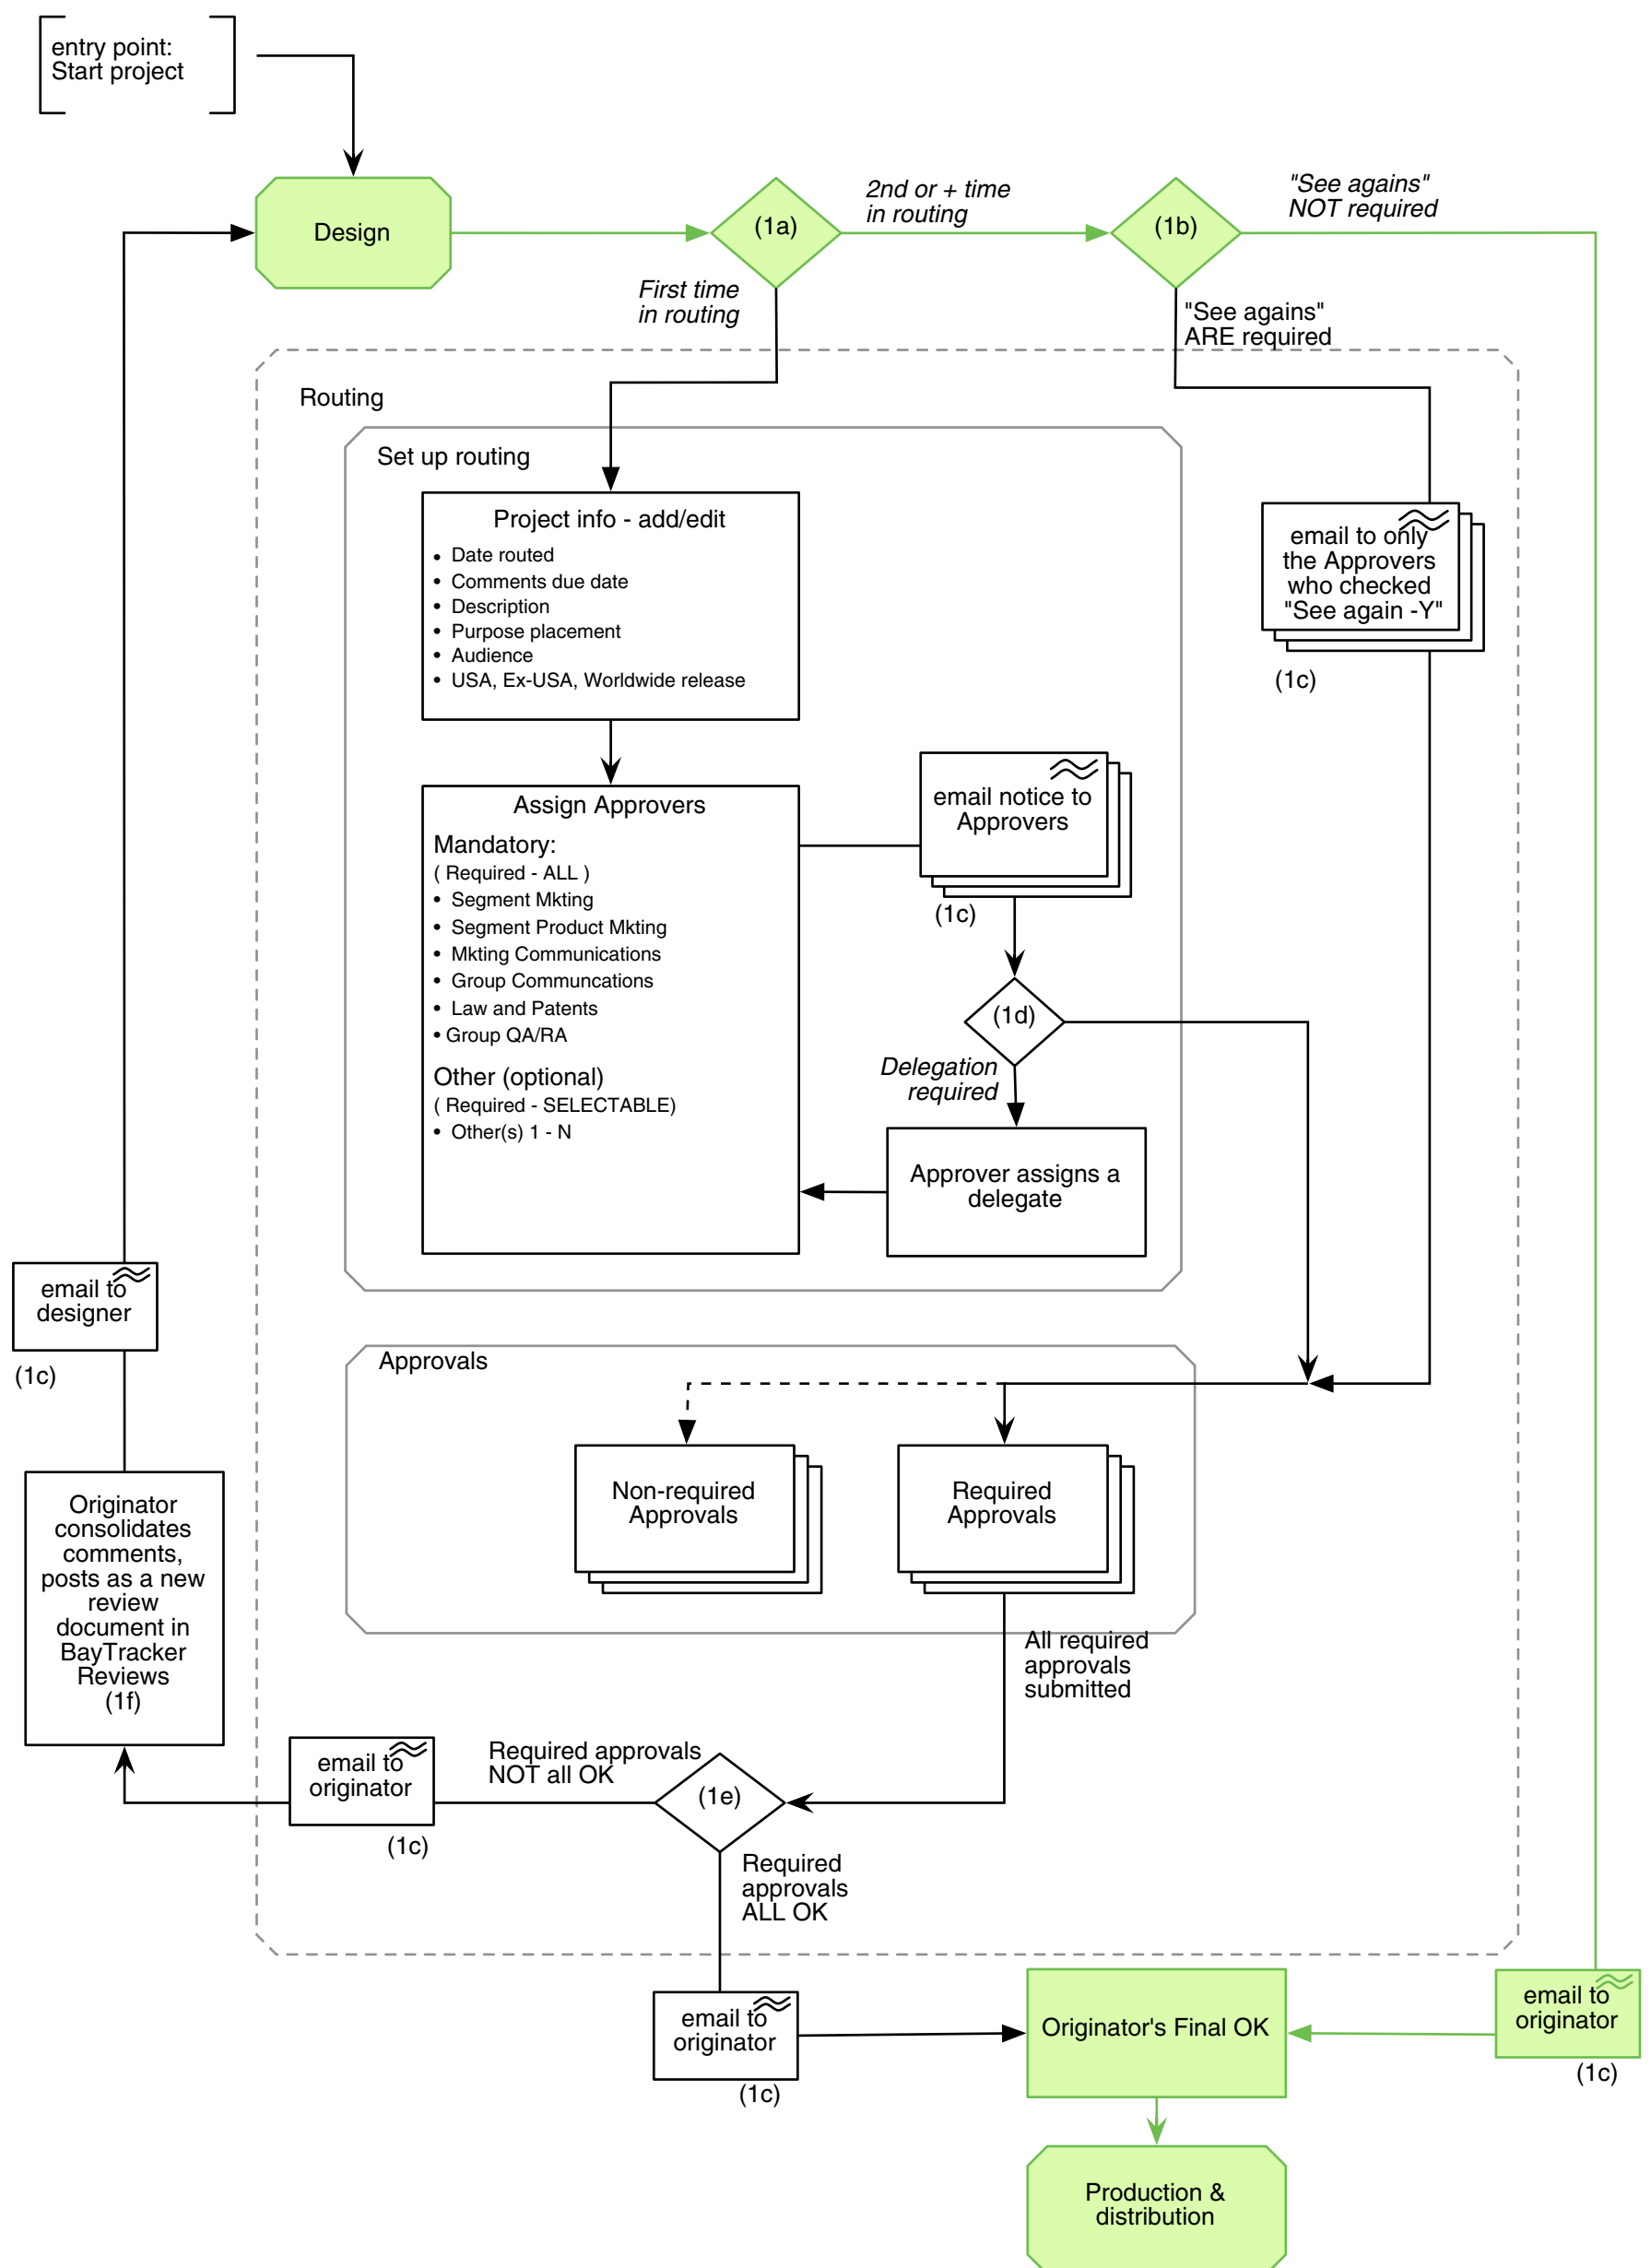 entry point:
Start project
Design
(1a)
2nd or + time
in routing
(1b)
"See agains"
NOT required
First time
in routing
"See agains"
ARE required
Routing
Set up routing
Project info - add/edit
• Date routed
• Comments due date
• Description
• Purpose placement
• Audience
• USA, Ex-USA, Worldwide release
email to only
the Approvers
who checked
"See again -Y"
(1c)
Assign Approvers
Mandatory:
( Required - ALL )
• Segment Mkting
• Segment Product Mkting
• Mkting Communications
• Group Communcations
• Law and Patents
• Group QA/RA
Other (optional)
( Required - SELECTABLE)
• Other(s) 1 - N
email notice to
Approvers
(1c)
(1d)
Delegation
required
Approver assigns a
delegate
email to
designer
(1c)
Approvals
Non-required
Approvals
Required
Approvals
Originator
consolidates
comments,
posts as a new
review
document in
BayTracker
Reviews
(1f)
All required
approvals
submitted
email to
originator
(1c)
Required approvals
NOT all OK
(1e)
Required
approvals
ALL OK
email to
originator
(1c)
Originator's Final OK
email to
originator
(1c)
Production &
distribution